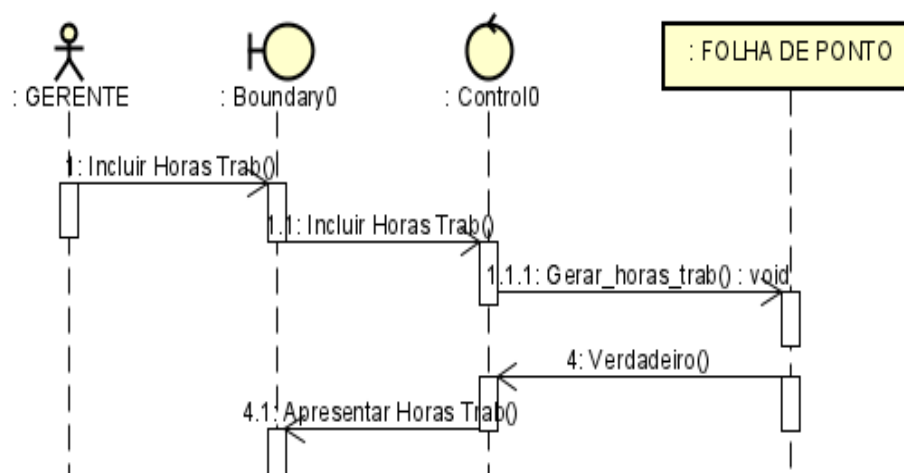 : GERENTE
: Boundary0
: Control0
: FOLHA DE PONTO
1: Incluir Horas Trab()
1.1: Incluir Horas Trab()
1.1.1: Gerar_horas_trab() : void
4: Verdadeiro()
4.1: Apresentar Horas Trab()